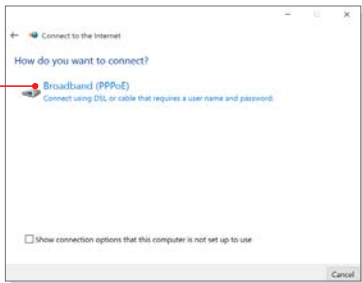 Connect to the Internet
How do you want to connect?
Broadband (PPPoE)
Connect using DSL or cable that requires a user name and password.
Show connection options that this computer is not set up to use
Cancel